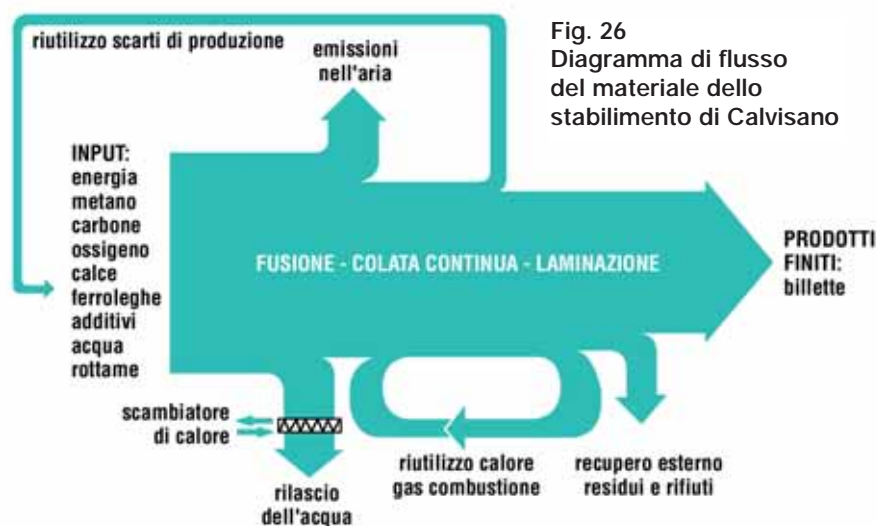 Fig. 26
Diagramma di flusso
del materiale dello
stabilimento di Calvisano
riutilizzo scarti di produzione
emissioni
nell'aria
INPUT:
energia
metano
carbone
ossigeno
calce
ferroleghe
additivi
acqua
rottame
FUSIONE - COLATA CONTINUA - LAMINAZIONE
PRODOTTI
FINITI:
billette
scambiatore
di calore
rilascio
dell'acqua
riutilizzo calore
gas combustione
recupero esterno
residui e rifiuti